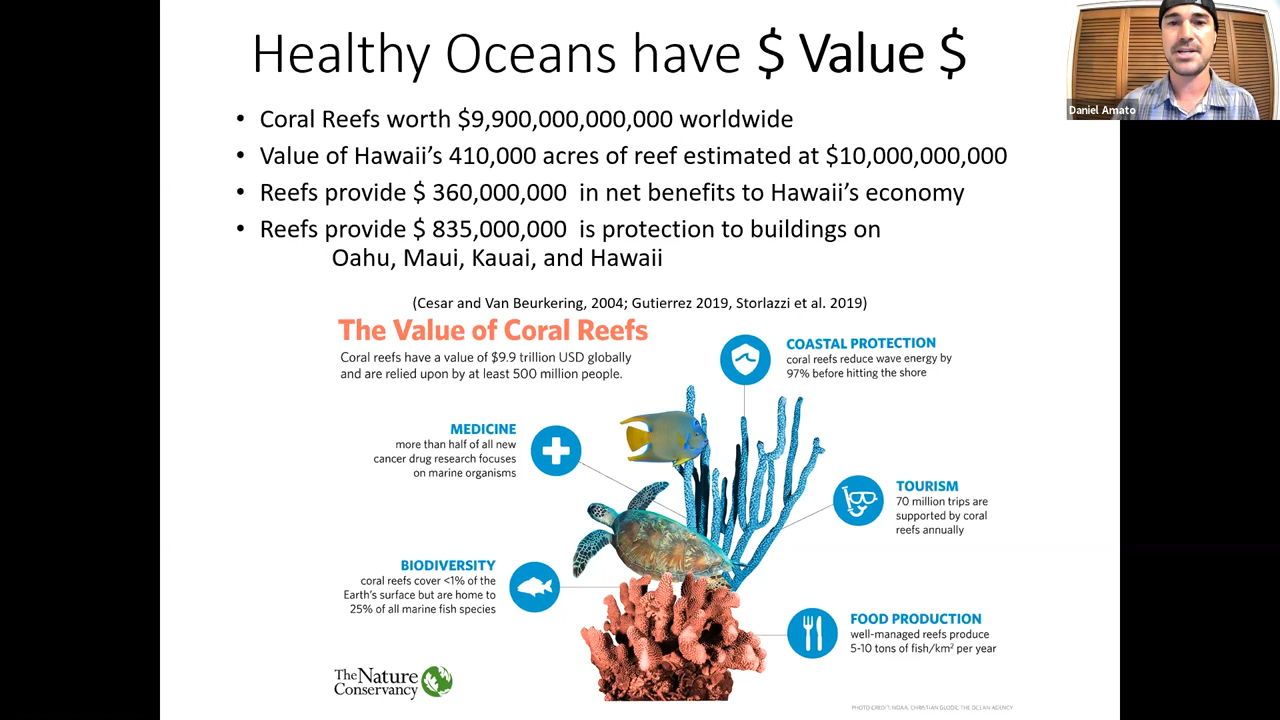 Healthy Oceans have $ Value $
Daniel Amato
• Coral Reefs worth $9,900,000,000,000 worldwide
• Value of Hawaii's 410,000 acres of reef estimated at $10,000,000,000
• Reefs provide $ 360,000,000 in net benefits to Hawaii's economy
• Reefs provide $ 835,000,000 is protection to buildings on
Oahu, Maui, Kauai, and Hawaii
(Cesar and Van Beurkering, 2004; Gutierrez 2019, Storlazzi et al. 2019)
The Value of Coral Reefs
Coral reefs have a value of $9.9 trillion USD globally
and are relied upon by at least 500 million people.
COASTAL PROTECTION
coral reefs reduce wave energy by
97% before hitting the shore
MEDICINE
more than half of all new
cancer drug research focuses
on marine organisms
TOURISM
70 million trips are
supported by coral
reefs annually
BIODIVERSITY
coral reefs cover <1% of the
Earth's surface but are home to
25% of all marine fish species
FOOD PRODUCTION
well-managed reefs produce
5-10 tons of fish/km² per year
The Nature
Conservancy
PHOTO CREDIT: NOAA, CHRISTIAN GLOOR, THE OCEAN AGENCY